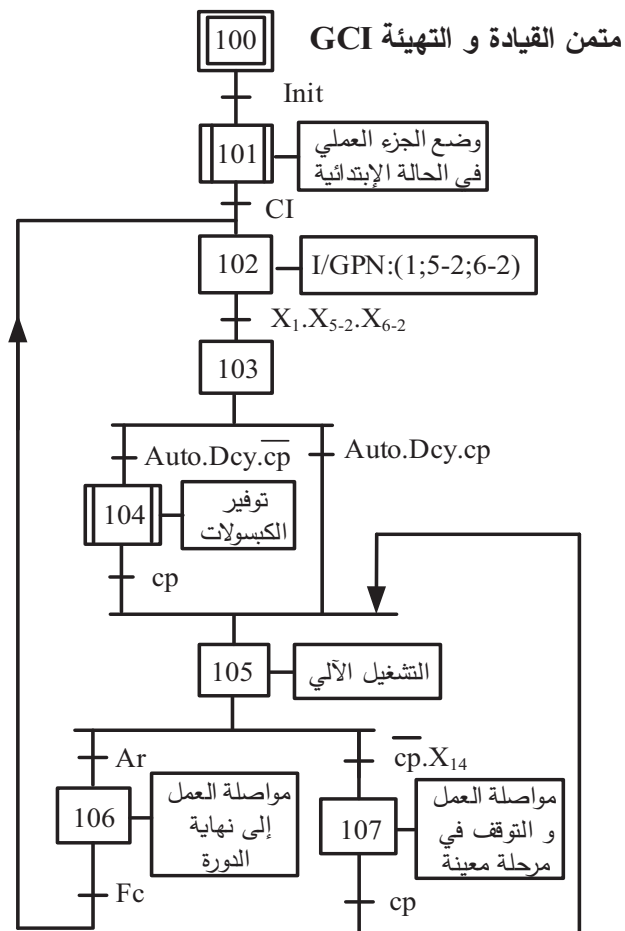 متمن القيادة و التهيئة GCI
100
Init
101
وضع الجزء العملي
في الحالة الإبتدائية
CI
102
I/GPN:(1;5-2;6-2)
X₁.X₅₋₂.X₆₋₂
103
Auto.Dcy.c̅p̅
Auto.Dcy.cp
104
توفير
الكبسولات
cp
105
التشغيل الآلي
Ar
c̅p̅.X₁₄
106
مواصلة العمل
إلى نهاية
الدورة
107
مواصلة العمل
و التوقف في
مرحلة معينة
Fc
cp